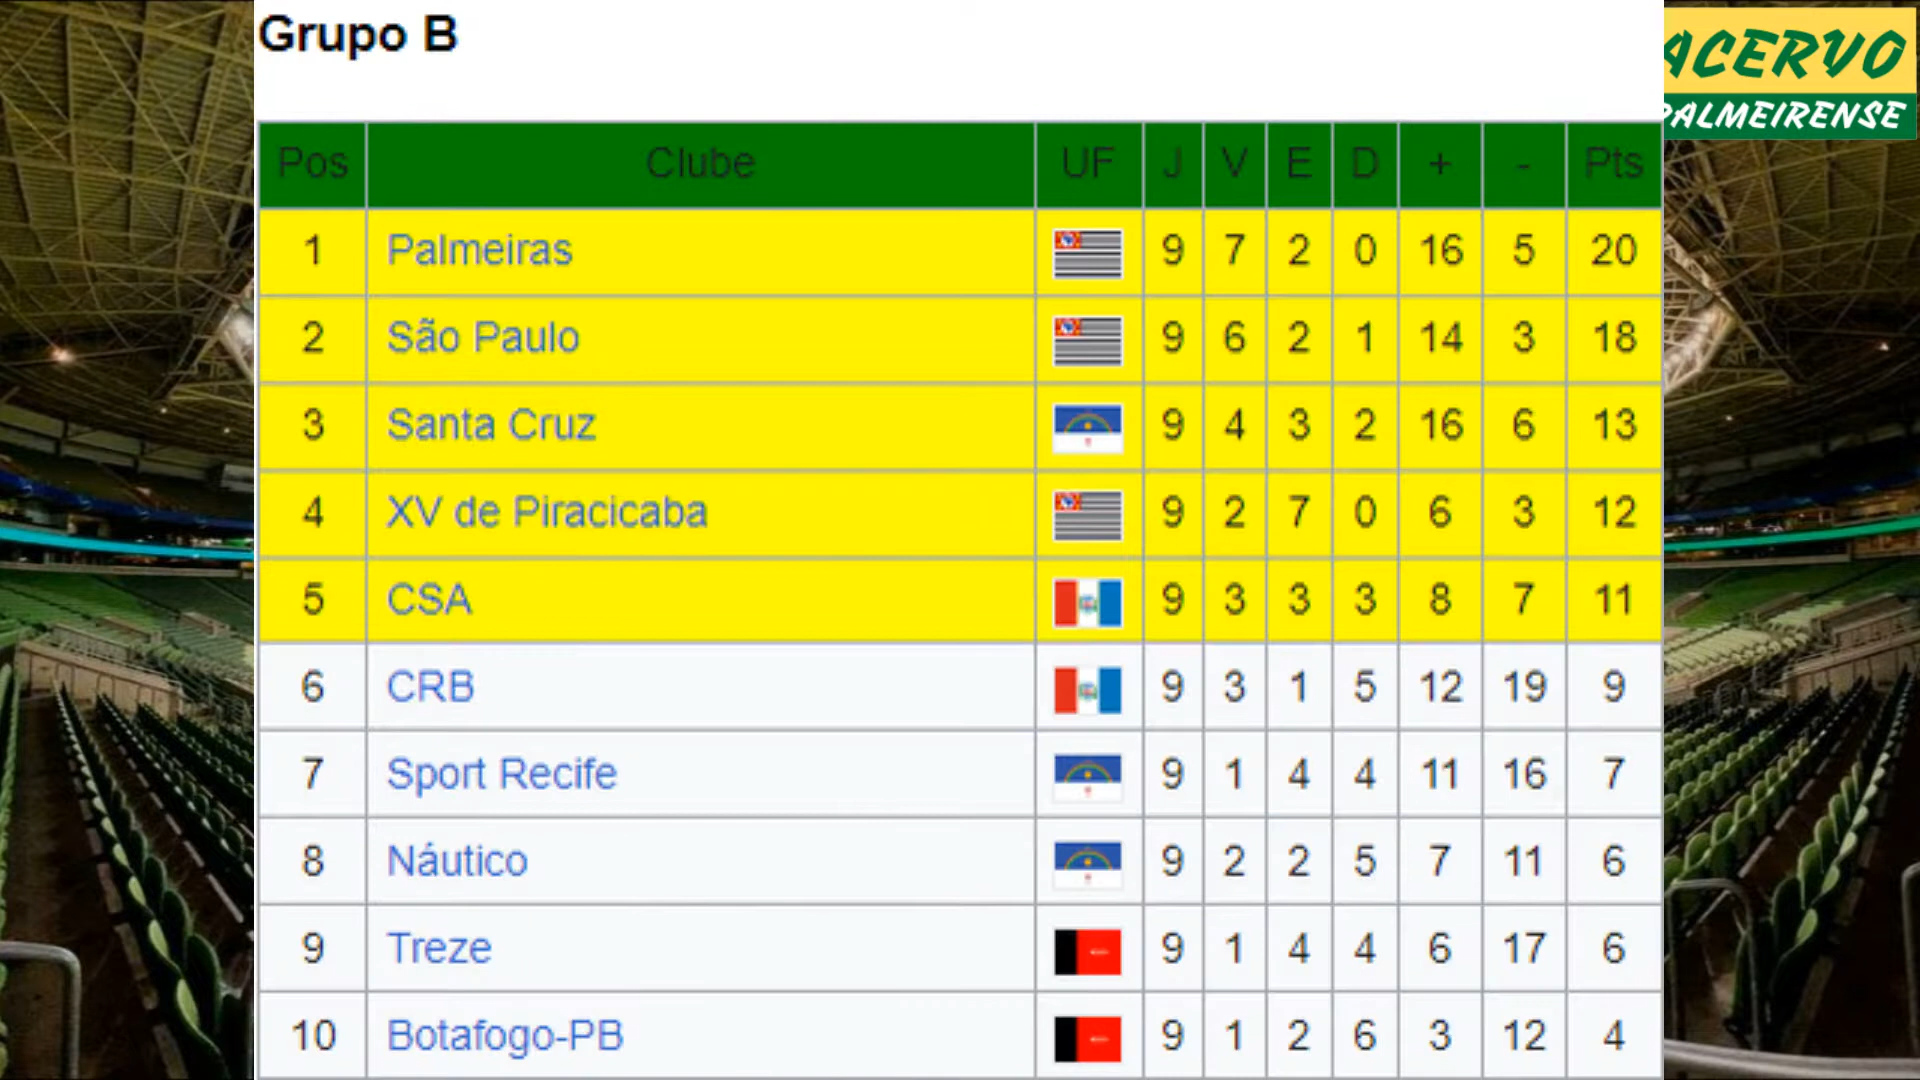 Grupo B
ACERVO
PALMEIRENSE
Pos Clube UF J V E D + - Pts
1 Palmeiras 9 7 2 0 16 5 20
2 São Paulo 9 6 2 1 14 3 18
3 Santa Cruz 9 4 3 2 16 6 13
4 XV de Piracicaba 9 2 7 0 6 3 12
5 CSA 9 3 3 3 8 7 11
6 CRB 9 3 1 5 12 19 9
7 Sport Recife 9 1 4 4 11 16 7
8 Náutico 9 2 2 5 7 11 6
9 Treze 9 1 4 4 6 17 6
10 Botafogo-PB 9 1 2 6 3 12 4